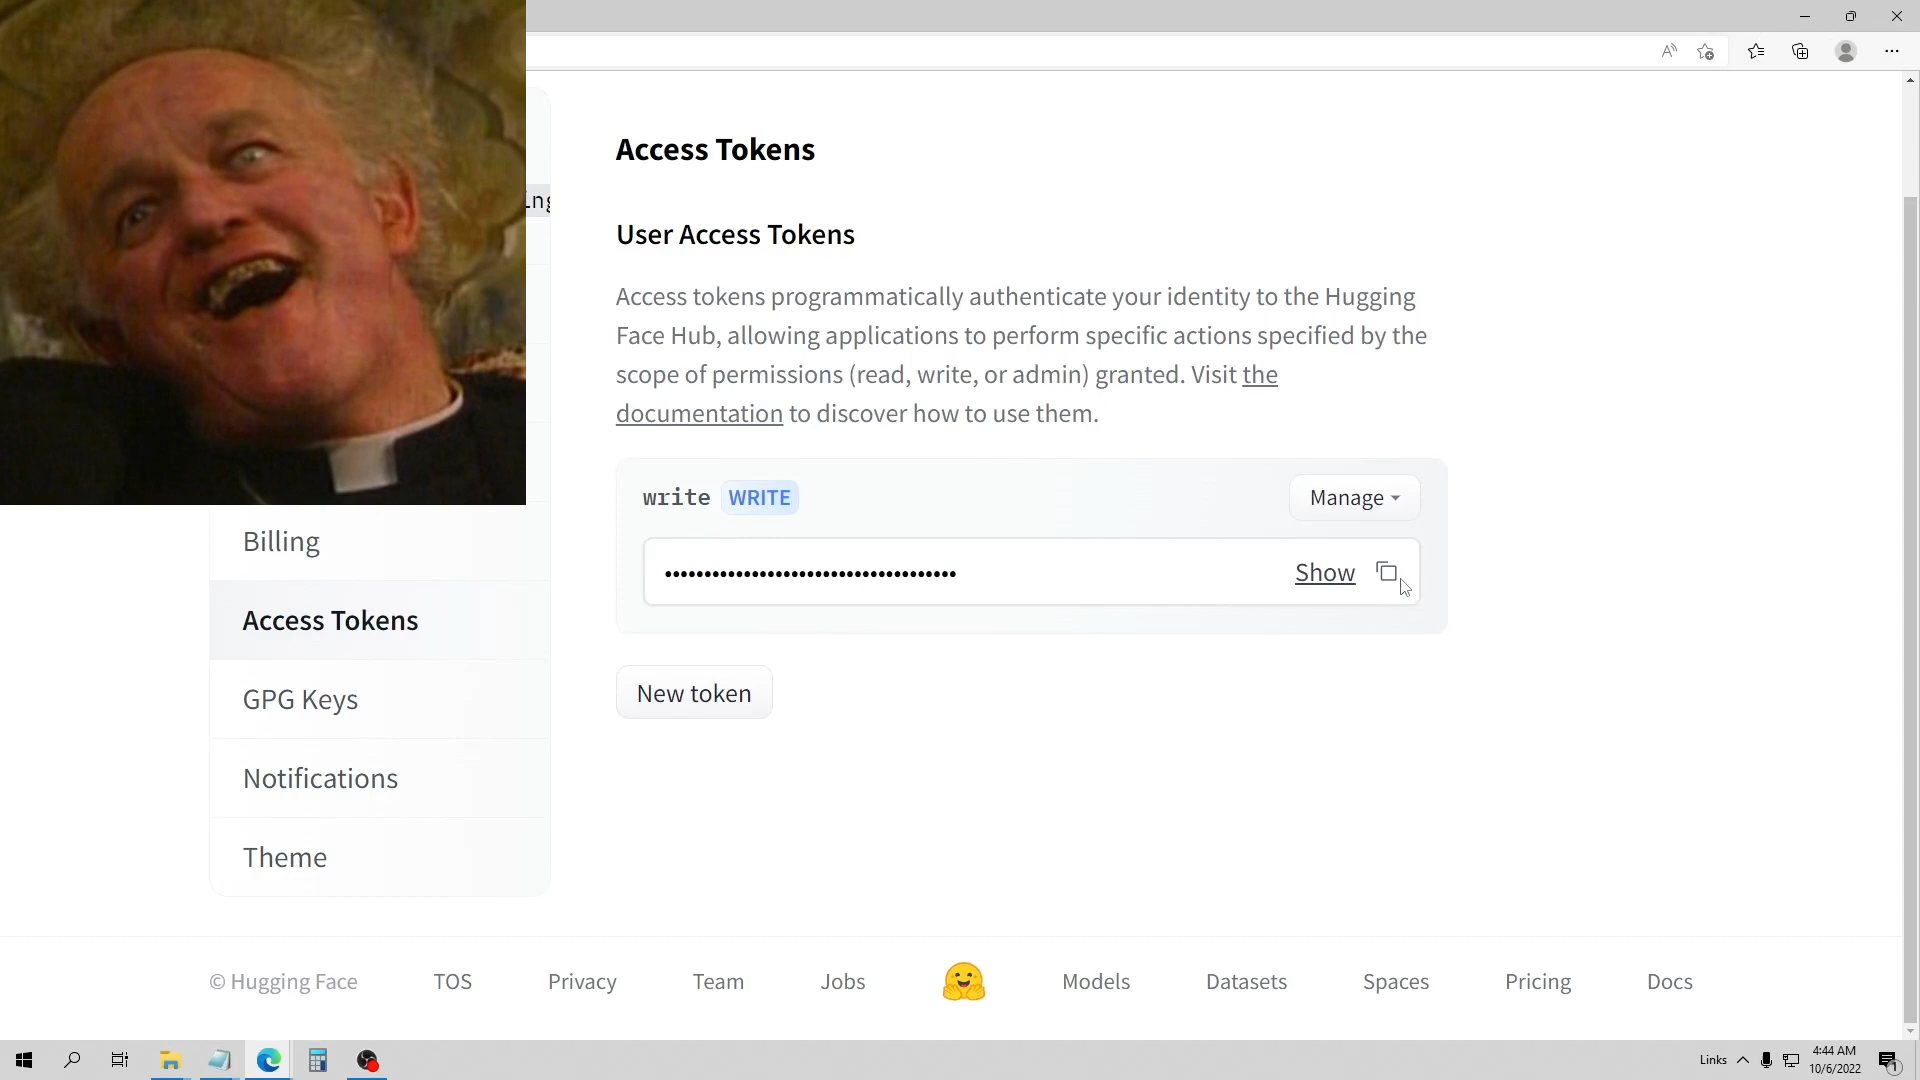 Access Tokens
User Access Tokens
Access tokens programmatically authenticate your identity to the Hugging
Face Hub, allowing applications to perform specific actions specified by the
scope of permissions (read, write, or admin) granted. Visit the
documentation to discover how to use them.
write WRITE
Manage
Show
New token
Billing
Access Tokens
GPG Keys
Notifications
Theme
© Hugging Face TOS Privacy Team Jobs Models Datasets Spaces Pricing Docs
Links
4:44 AM
10/6/2022
1